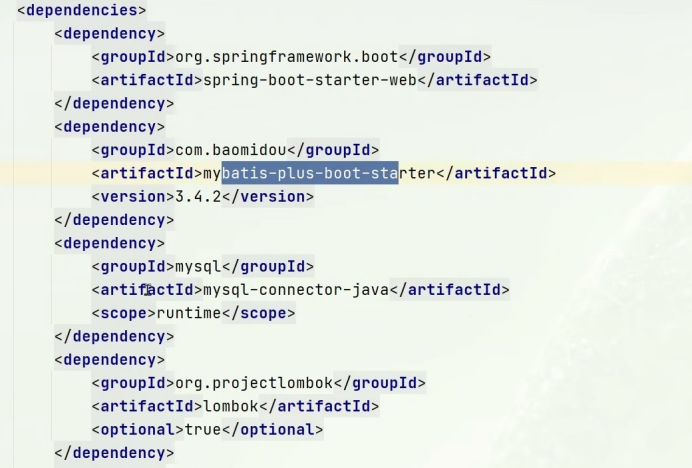 <dependencies>
<dependency>
<groupId>org.springframework.boot</groupId>
<artifactId>spring-boot-starter-web</artifactId>
</dependency>
<dependency>
<groupId>com.baomidou</groupId>
<artifactId>mybatis-plus-boot-starter</artifactId>
<version>3.4.2</version>
</dependency>
<dependency>
<groupId>mysql</groupId>
<artifactId>mysql-connector-java</artifactId>
<scope>runtime</scope>
</dependency>
<dependency>
<groupId>org.projectlombok</groupId>
<artifactId>lombok</artifactId>
<optional>true</optional>
</dependency>